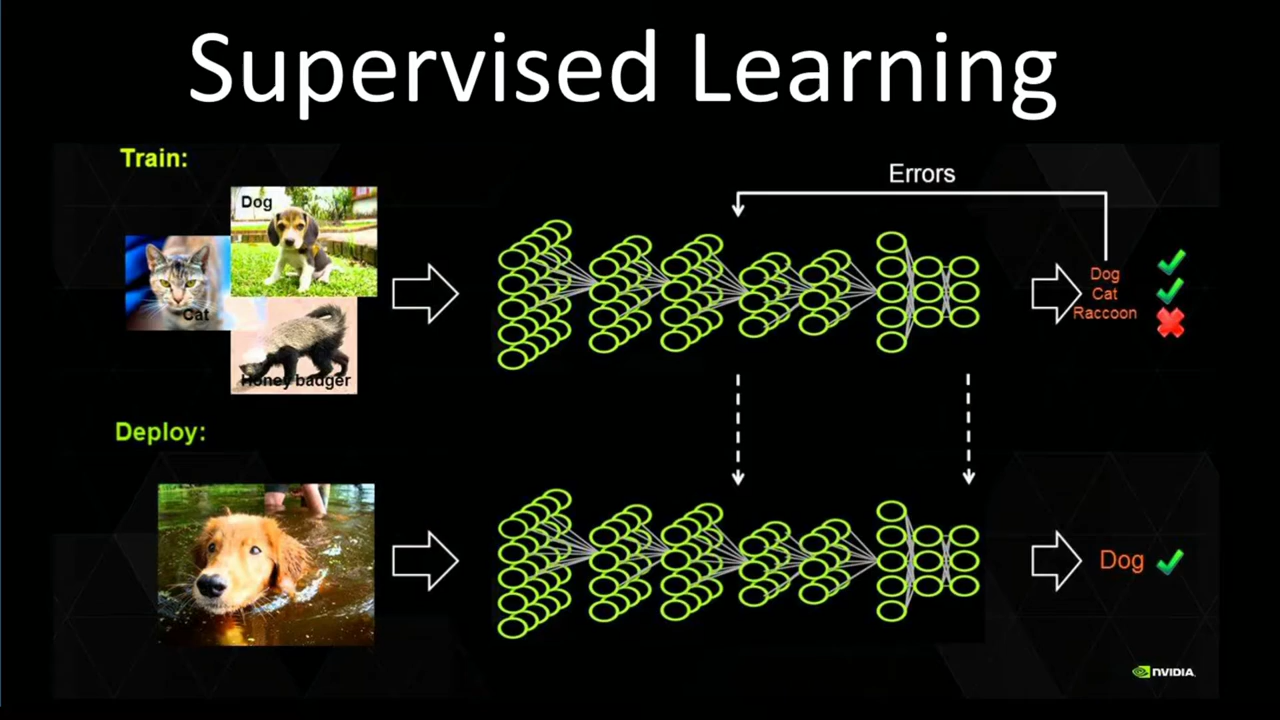 Supervised Learning
Train:
Errors
Dog
Cat
Honey badger
Dog
Cat
Raccoon
Deploy:
Dog
NVIDIA